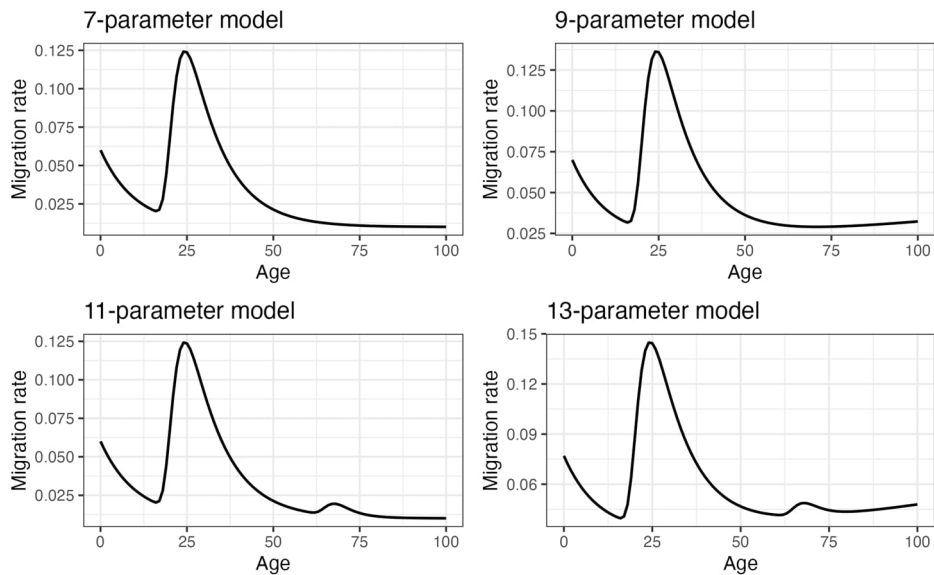 7-parameter model
Migration rate
0.125
0.100
0.075
0.050
0.025
0 25 50 75 100
Age
9-parameter model
Migration rate
0.125
0.100
0.075
0.050
0.025
0 25 50 75 100
Age
11-parameter model
Migration rate
0.125
0.100
0.075
0.050
0.025
0 25 50 75 100
Age
13-parameter model
Migration rate
0.15
0.12
0.09
0.06
0 25 50 75 100
Age